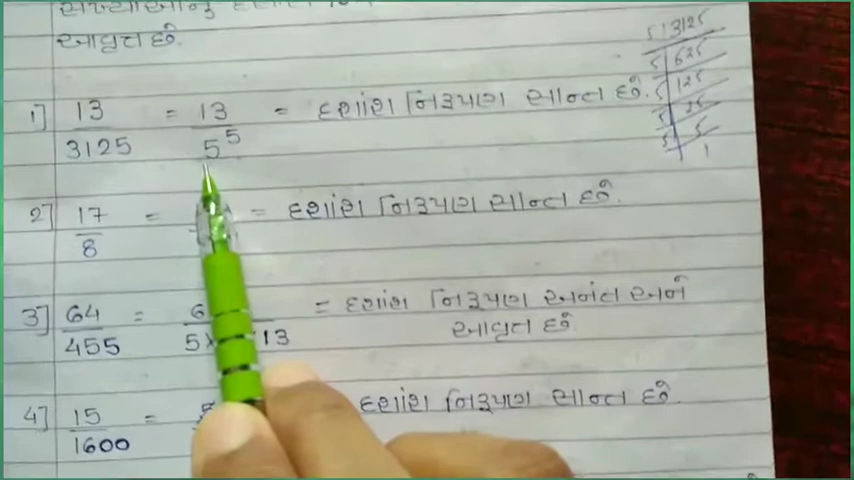 આવૃત્ત છે.
1] 13/3125 = 13/5^5 = દશાંશ નિરૂપણ સાન્ત છે.
2] 17/8 = = દશાંશ નિરૂપણ સાન્ત છે.
3] 64/455 = 6 / 5× 13 = દશાંશ નિરૂપણ અનંત અને
આવૃત્ત છે
4] 15/1600 = દશાંશ નિરૂપણ સાન્ત છે.
5 | 3125
5 | 625
5 | 125
5 | 25
5 | 5
1